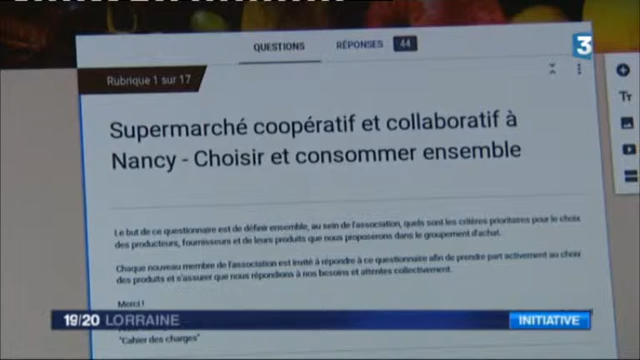 QUESTIONS RÉPONSES 44
3
Rubrique 1 sur 17
Tт
Supermarché coopératif et collaboratif à
Nancy - Choisir et consommer ensemble
Le but de ce questionnaire est de définir ensemble, au sein de l'association, quels sont les critères prioritaires pour le choix
des producteurs, fournisseurs et de leurs produits que nous proposerons dans le groupement d'achat.
Chaque nouveau membre de l'association est invité à répondre à ce questionnaire afin de prendre part activement au choix
des produits et s'assurer que nous répondions à nos besoins et attentes collectivement.
Merci !
19/20 LORRAINE INITIATIVE
"Cahier des charges"